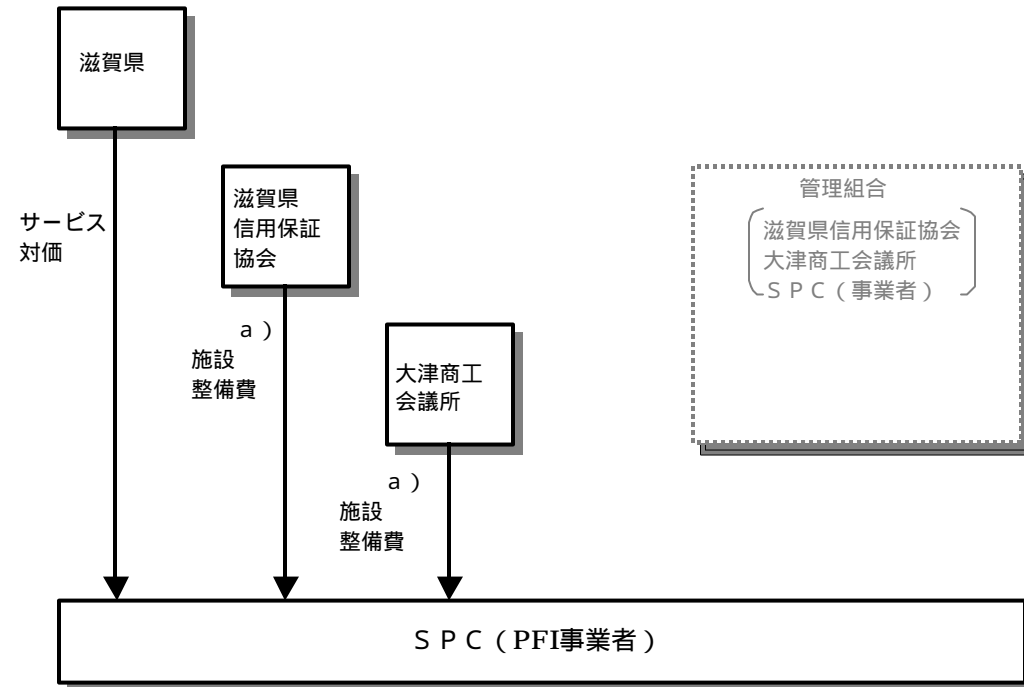 滋賀県
サービス
対価
滋賀県
信用保証
協会
a）
施設
整備費
大津商工
会議所
a）
施設
整備費
管理組合
滋賀県信用保証協会
大津商工会議所
ＳＰＣ（事業者）
ＳＰＣ（PFI事業者）